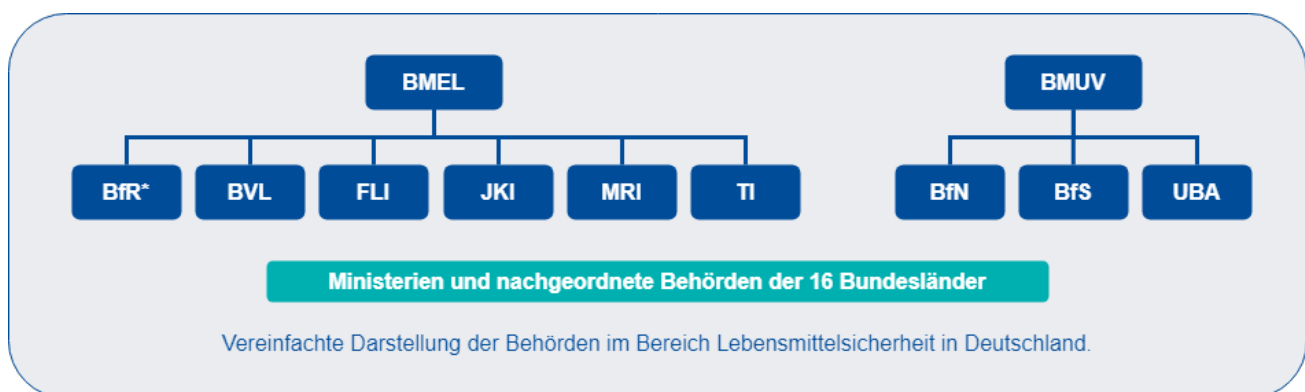 BMEL
BMUV
BfR*
BVL
FLI
JKI
MRI
TI
BfN
BfS
UBA
Ministerien und nachgeordnete Behörden der 16 Bundesländer
Vereinfachte Darstellung der Behörden im Bereich Lebensmittelsicherheit in Deutschland.